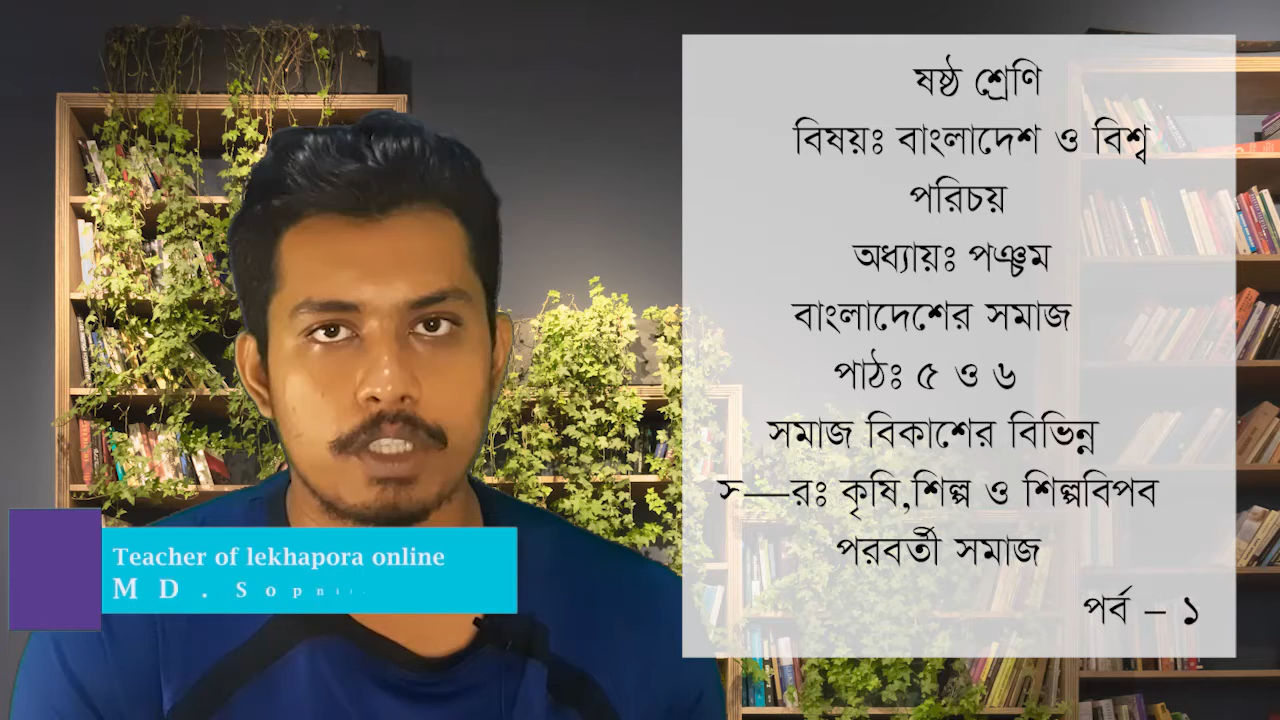 ষষ্ঠ শ্রেণি
বিষয়ঃ বাংলাদেশ ও বিশ্ব
পরিচয়
অধ্যায়ঃ পঞ্চম
বাংলাদেশের সমাজ
পাঠঃ ৫ ও ৬
সমাজ বিকাশের বিভিন্ন
স—রঃ কৃষি,শিল্প ও শিল্পবিপব
পরবর্তী সমাজ
পর্ব – ১
Teacher of lekhapora online
MD.